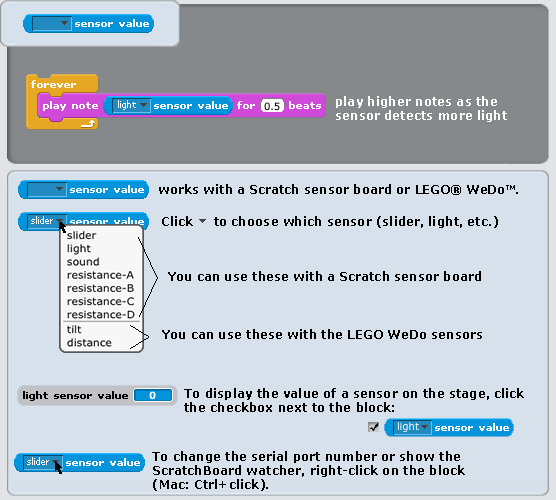 sensor value
forever
play note light sensor value for 0.5 beats
play higher notes as the
sensor detects more light
sensor value works with a Scratch sensor board or LEGO® WeDo™.
slider sensor value Click to choose which sensor (slider, light, etc.)
slider
light
sound
resistance-A
resistance-B
resistance-C
resistance-D
tilt
distance
You can use these with a Scratch sensor board
You can use these with the LEGO WeDo sensors
light sensor value 0
To display the value of a sensor on the stage, click
the checkbox next to the block:
light sensor value
slider sensor value
To change the serial port number or show the
ScratchBoard watcher, right-click on the block
(Mac: Ctrl+click).